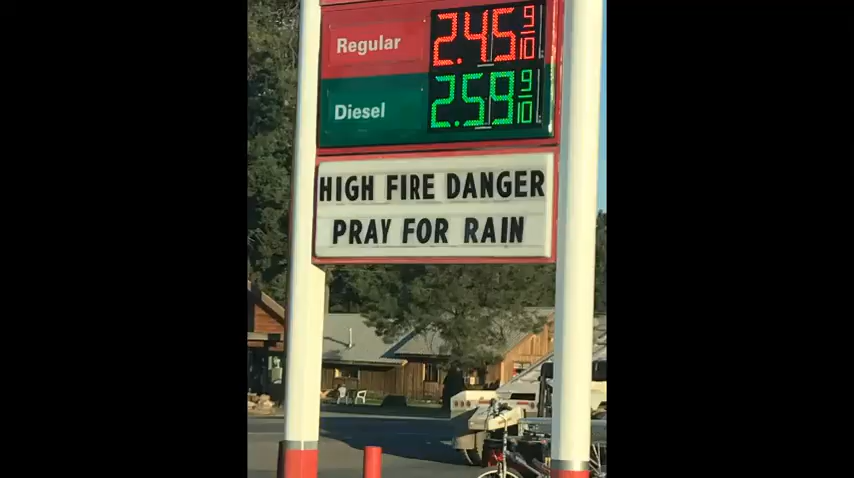 Regular 2.45 9/10
Diesel 2.59 9/10
HIGH FIRE DANGER
PRAY FOR RAIN